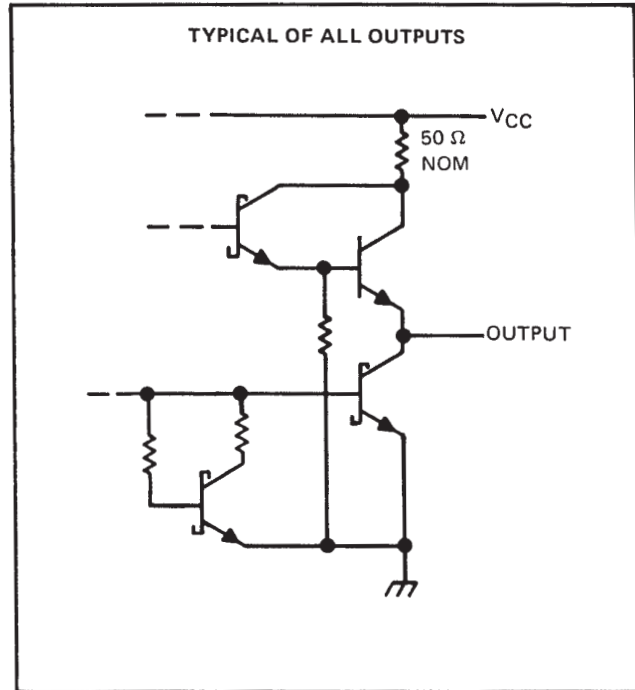 TYPICAL OF ALL OUTPUTS
VCC
50 Ω
NOM
OUTPUT